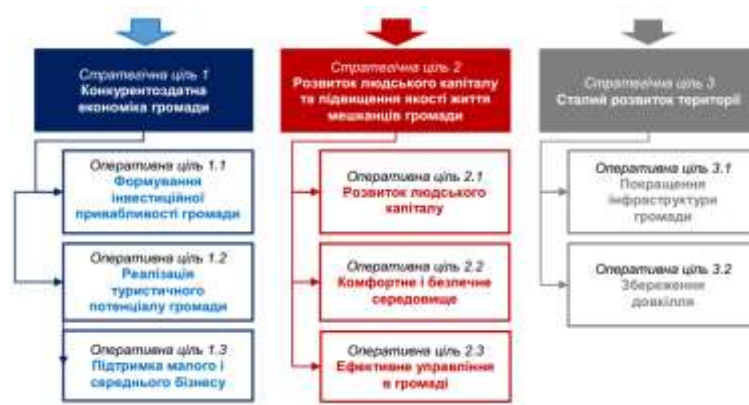 Стратегічна ціль 1
Конкурентоздатна
економіка громади
Оперативна ціль 1.1
Формування
інвестиційної
привабливості громади
Оперативна ціль 1.2
Реалізація
туристичного
потенціалу громади
Оперативна ціль 1.3
Підтримка малого і
середнього бізнесу
Стратегічна ціль 2
Розвиток людського капіталу
та підвищення якості життя
мешканців громади
Оперативна ціль 2.1
Розвиток людського
капіталу
Оперативна ціль 2.2
Комфортне і безпечне
середовище
Оперативна ціль 2.3
Ефективне управління
в громаді
Стратегічна ціль 3
Сталий розвиток території
Оперативна ціль 3.1
Покращення
інфраструктури
громади
Оперативна ціль 3.2
Збереження
довкілля